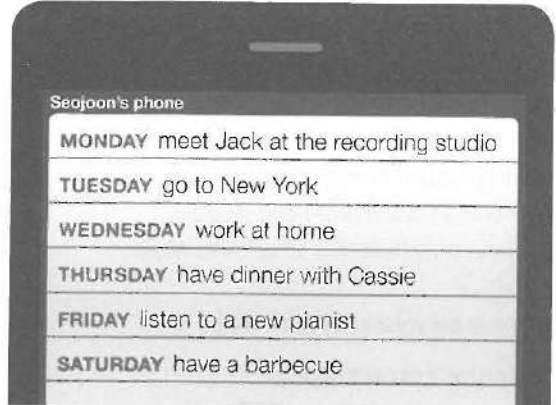 Seojoon's phone
MONDAY meet Jack at the recording studio
TUESDAY go to New York
WEDNESDAY work at home
THURSDAY have dinner with Cassie
FRIDAY listen to a new pianist
SATURDAY have a barbecue